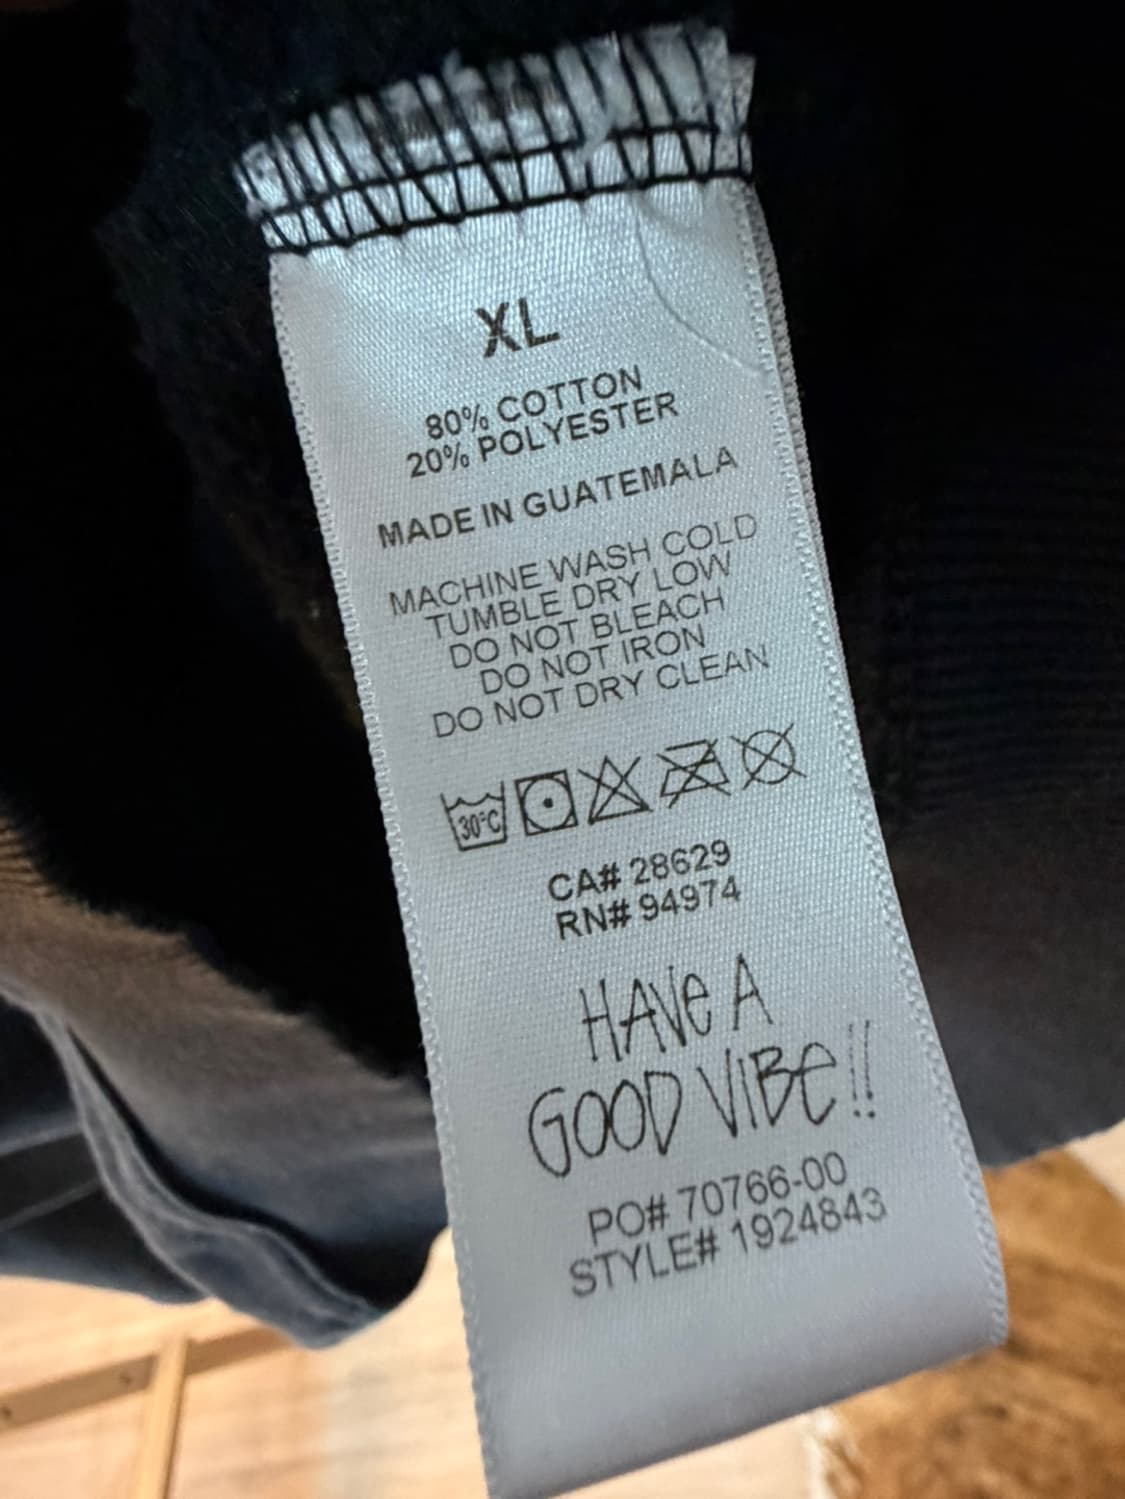 XL
80% COTTON
20% POLYESTER
MADE IN GUATEMALA
MACHINE WASH COLD
TUMBLE DRY LOW
DO NOT BLEACH
DO NOT IRON
DO NOT DRY CLEAN
30°C
CA# 28629
RN# 94974
HAVe A
GOOD ViBe!!
PO# 70766-00
STYLE# 1924843